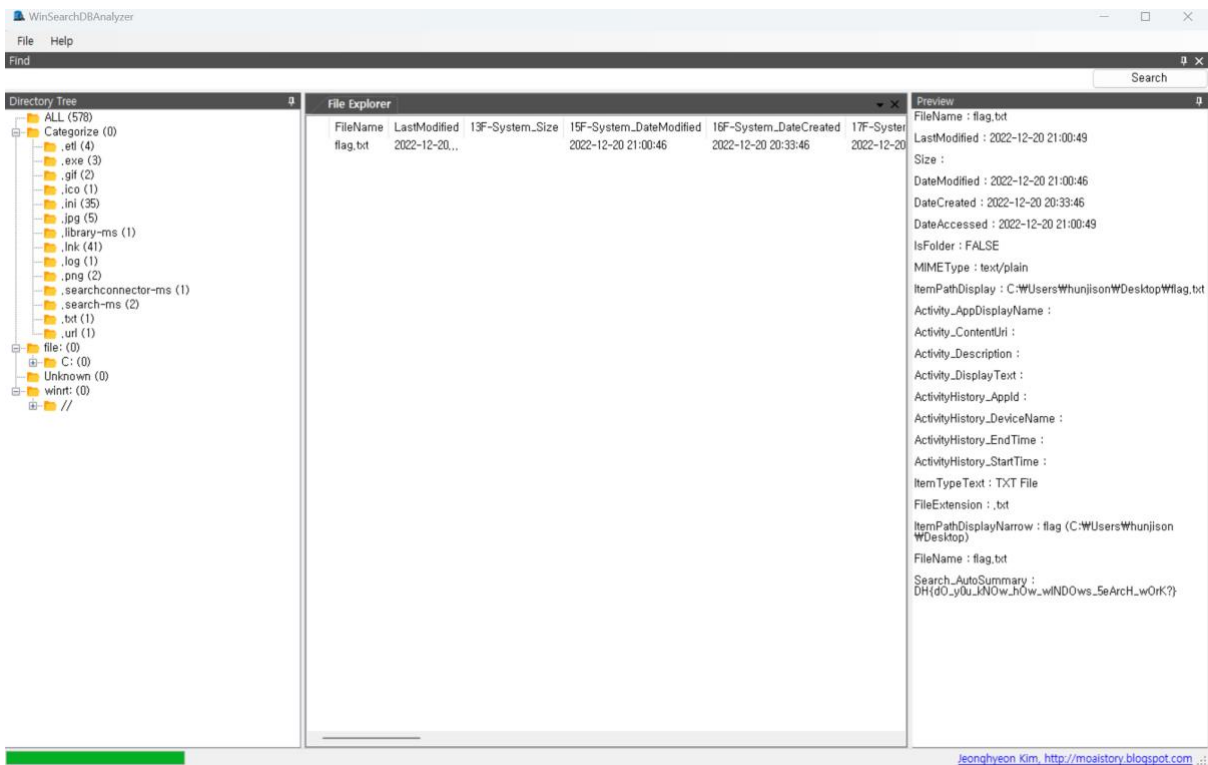 WinSearchDBAnalyzer
File Help
Find
Search
Directory Tree
ALL (578)
Categorize (0)
.etl (4)
.exe (3)
.gif (2)
.ico (1)
.ini (35)
.jpg (5)
.library-ms (1)
.lnk (41)
.log (1)
.png (2)
.searchconnector-ms (1)
.search-ms (2)
.txt (1)
.url (1)
file: (0)
C: (0)
Unknown (0)
winrt: (0)
//
File Explorer
FileName LastModified 13F-System_Size 15F-System_DateModified 16F-System_DateCreated 17F-System
flag.txt 2022-12-20... 2022-12-20 21:00:46 2022-12-20 20:33:46 2022-12-20
Preview
FileName : flag.txt
LastModified : 2022-12-20 21:00:49
Size :
DateModified : 2022-12-20 21:00:46
DateCreated : 2022-12-20 20:33:46
DateAccessed : 2022-12-20 21:00:49
IsFolder : FALSE
MIMEType : text/plain
ItemPathDisplay : C:₩Users₩hunjison₩Desktop₩flag.txt
Activity_AppDisplayName :
Activity_ContentUri :
Activity_Description :
Activity_DisplayText :
ActivityHistory_AppId :
ActivityHistory_DeviceName :
ActivityHistory_EndTime :
ActivityHistory_StartTime :
ItemTypeText : TXT File
FileExtension : .txt
ItemPathDisplayNarrow : flag (C:₩Users₩hunjison
₩Desktop)
FileName : flag.txt
Search_AutoSummary :
DH{dO_y0u_kNOw_hOw_wINDOws_5eArcH_wOrK?}
Jeonghyeon Kim, http://moaistory.blogspot.com